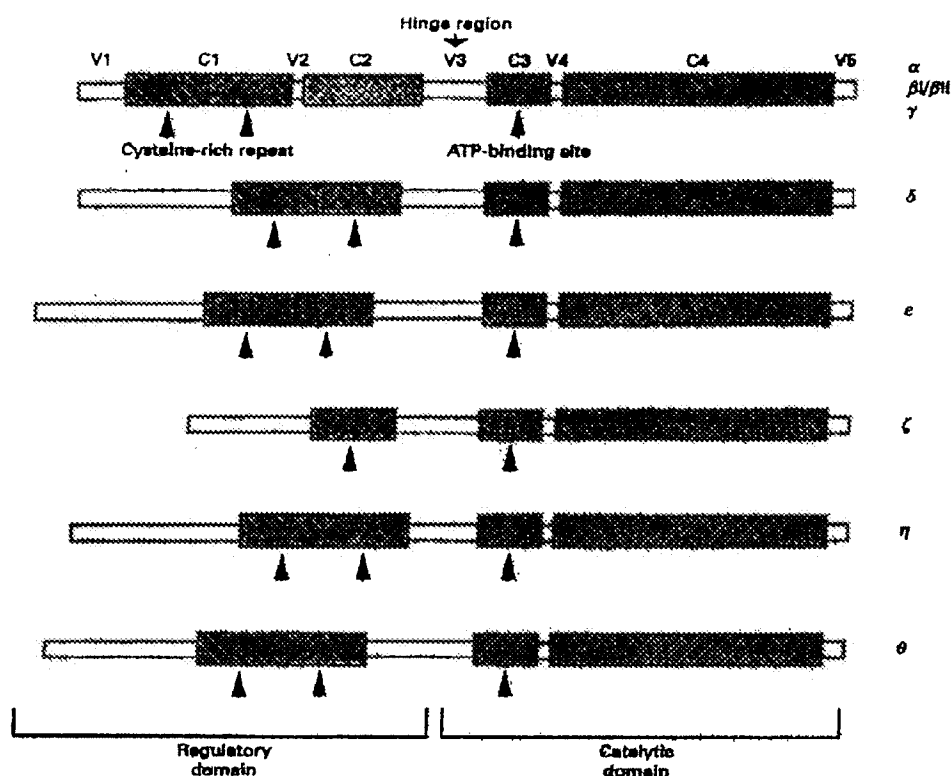 Hinge region
V1 C1 V2 C2 V3 C3 V4 C4 V5
α
βI/βII
γ
Cysteine-rich repeat
ATP-binding site
δ
ε
ζ
η
θ
Regulatory domain
Catalytic domain